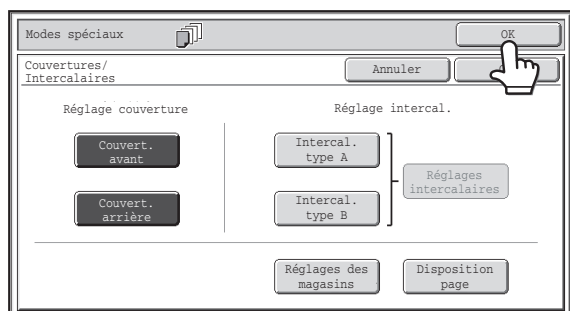 Modes spéciaux
OK
Couvertures/
Intercalaires
Annuler
Réglage couverture
Réglage intercal.
Couvert.
avant
Intercal.
type A
Réglages
intercalaires
Couvert.
arrière
Intercal.
type B
Réglages des
magasins
Disposition
page